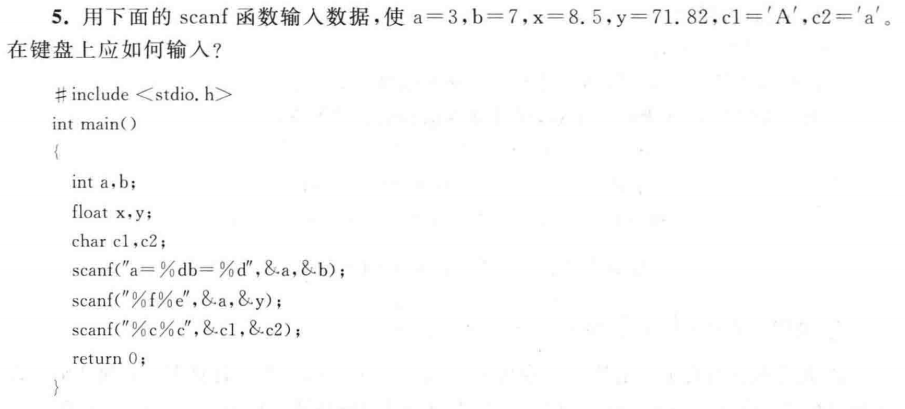 5. 用下面的 scanf 函数输入数据,使 a=3,b=7,x=8.5,y=71.82,c1='A',c2='a'。
在键盘上应如何输入?
#include <stdio.h>
int main()
{
int a,b;
float x,y;
char c1,c2;
scanf("a=%db=%d",&a,&b);
scanf("%f%e",&a,&y);
scanf("%c%c",&c1,&c2);
return 0;
}